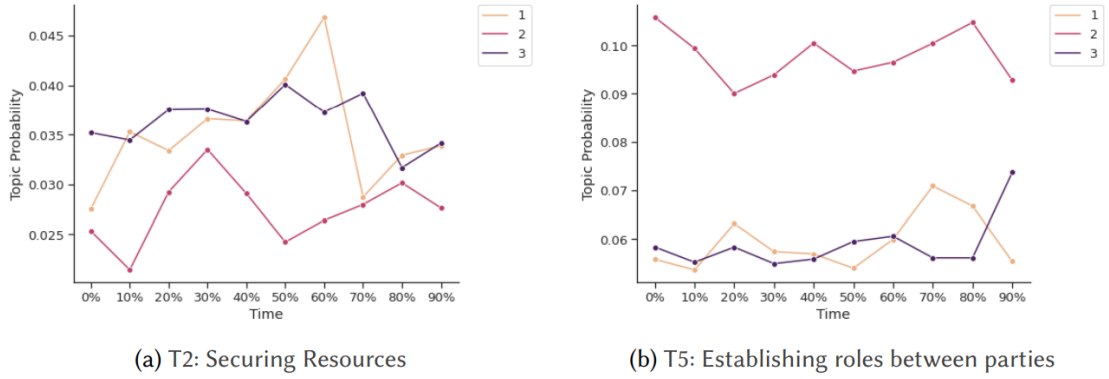 0.045
0.040
0.035
0.030
0.025
Topic Probability
0% 10% 20% 30% 40% 50% 60% 70% 80% 90%
Time
1
2
3
(a) T2: Securing Resources
0.10
0.09
0.08
0.07
0.06
Topic Probability
0% 10% 20% 30% 40% 50% 60% 70% 80% 90%
Time
1
2
3
(b) T5: Establishing roles between parties